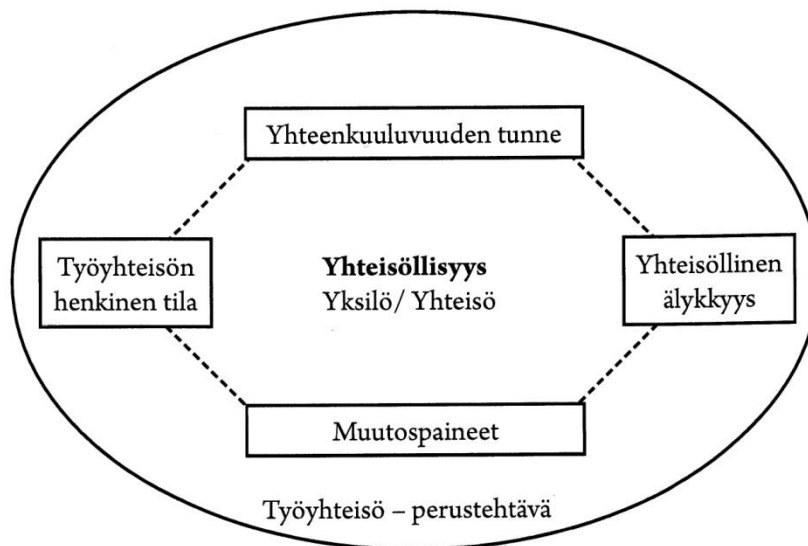 Yhteenkuuluvuuden tunne
Työyhteisön
henkinen tila
Yhteisöllisyys
Yksilö/ Yhteisö
Yhteisöllinen
älykkyys
Muutospaineet
Työyhteisö – perustehtävä